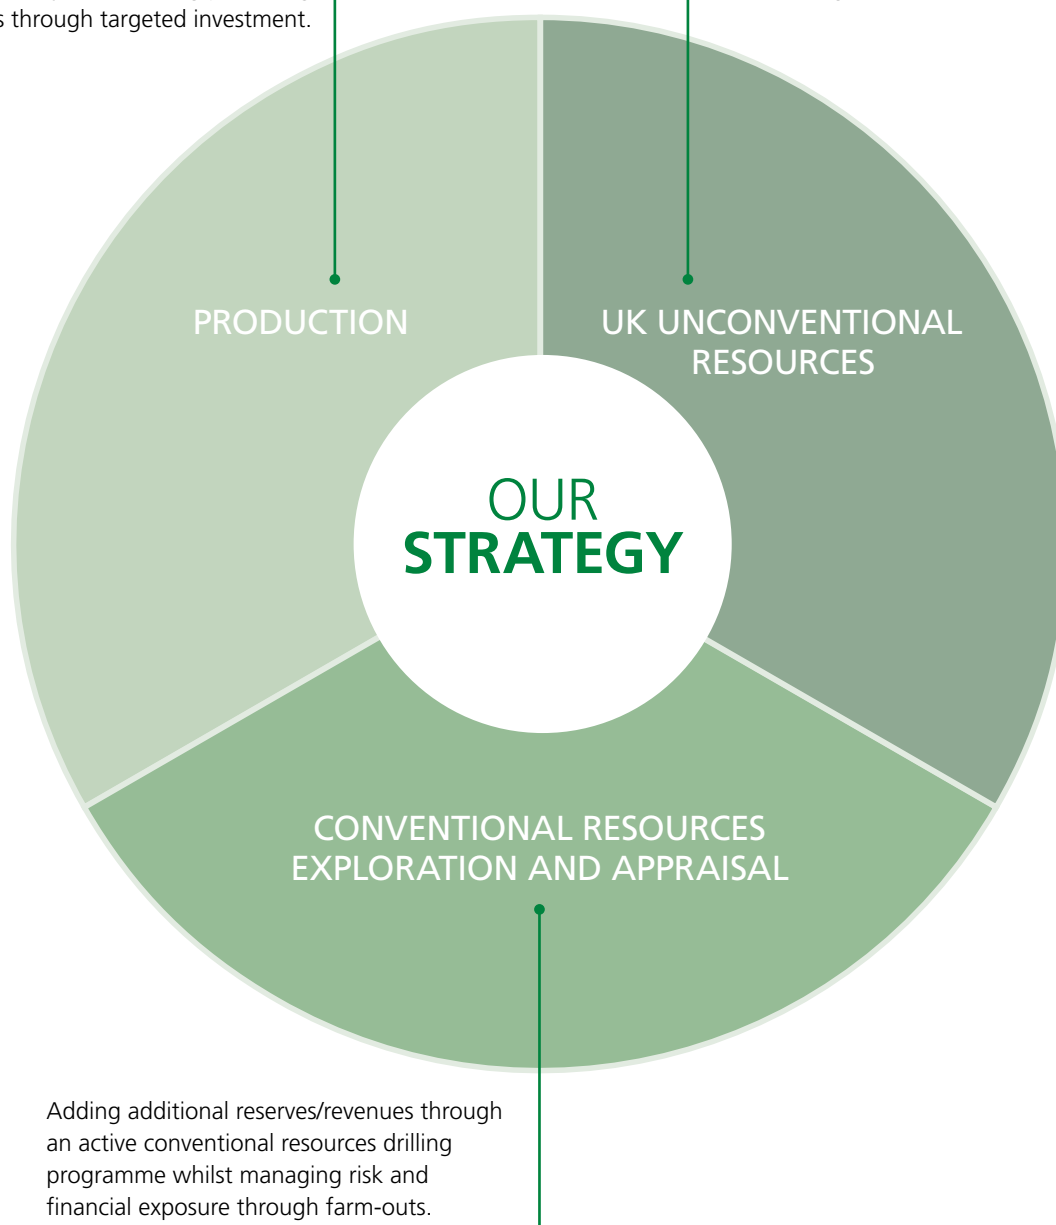 s through targeted investment.
PRODUCTION
UK UNCONVENTIONAL
RESOURCES
OUR
STRATEGY
CONVENTIONAL RESOURCES
EXPLORATION AND APPRAISAL
Adding additional reserves/revenues through
an active conventional resources drilling
programme whilst managing risk and
financial exposure through farm-outs.